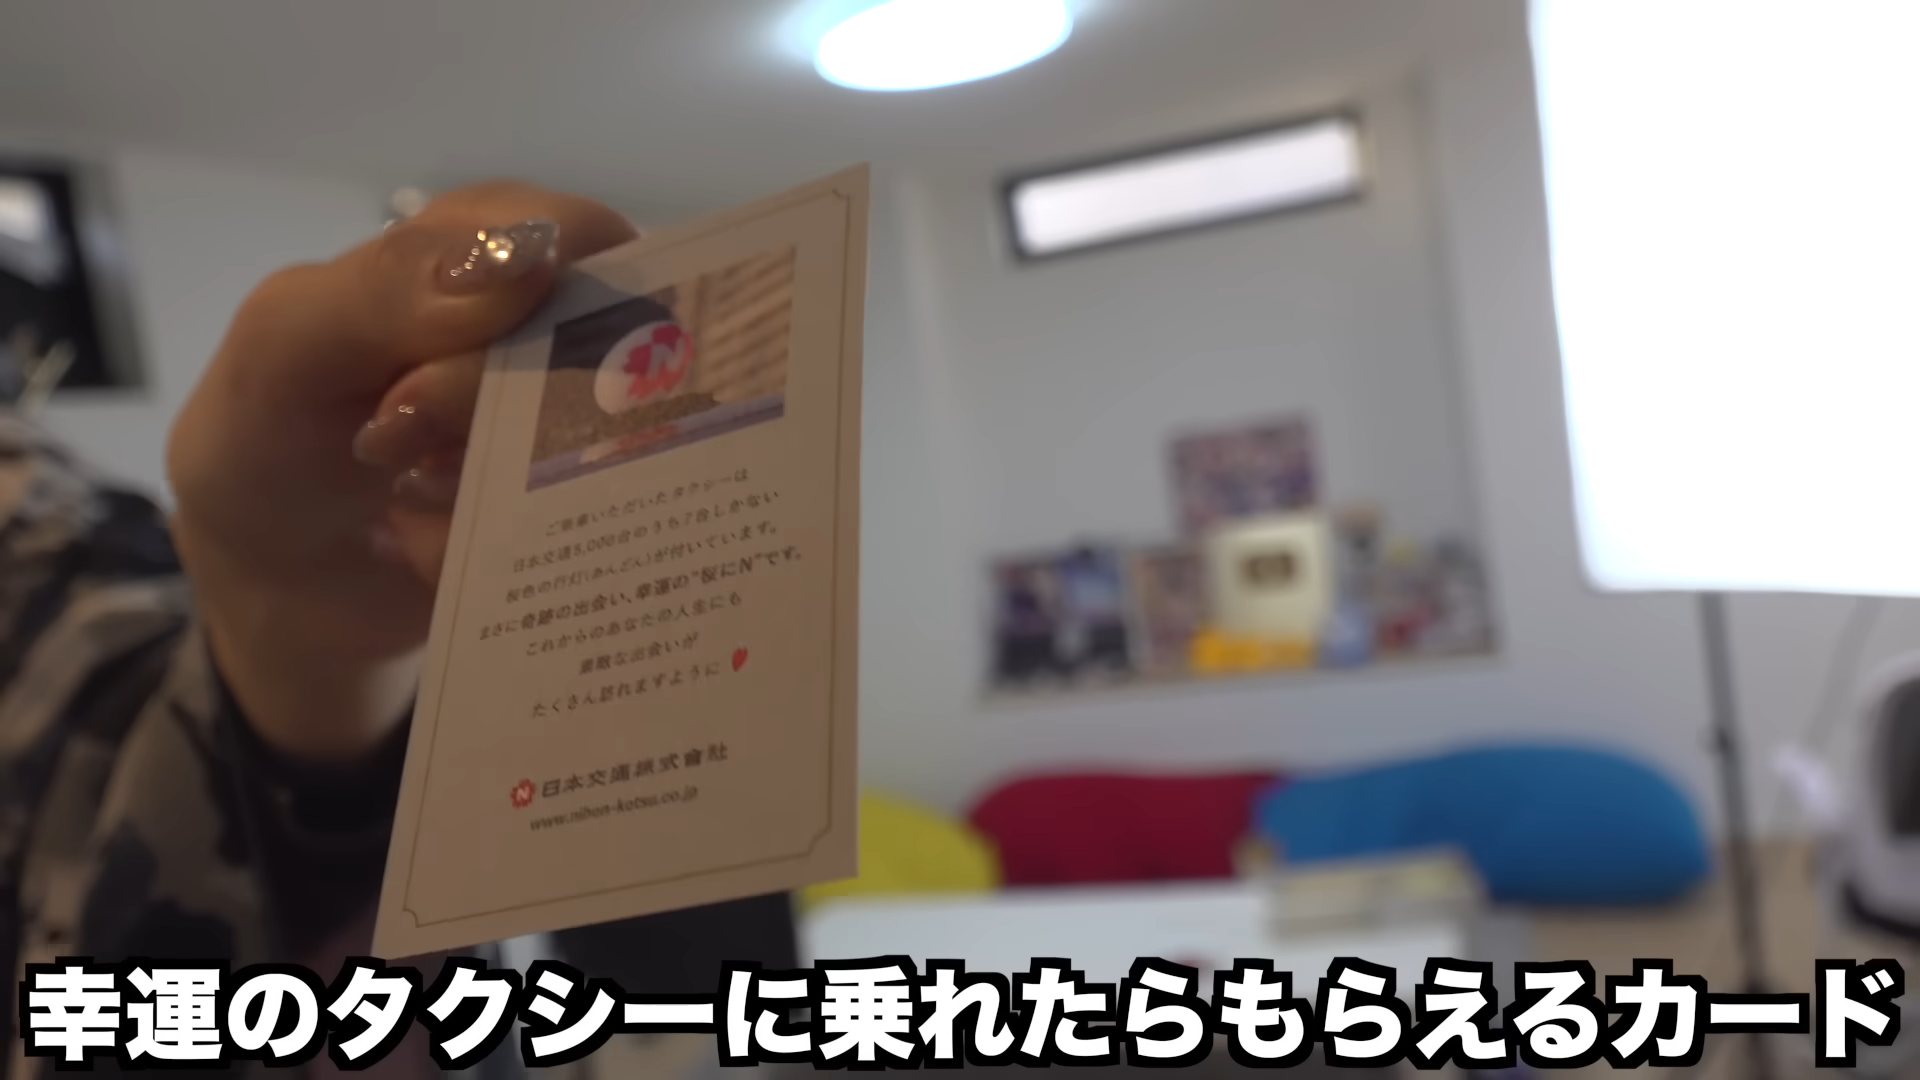 N
ご乗車いただいたタクシーは
日本交通5,000台のうち7台しかない
桜色の行灯(あんどん)が付いています。
まさに奇跡の出会い、幸運の"桜にN"です。
これからのあなたの人生にも
素敵な出会いが
たくさん訪れますように
N 日本交通株式會社
www.nihon-kotsu.co.jp
幸運のタクシーに乗れたらもらえるカード